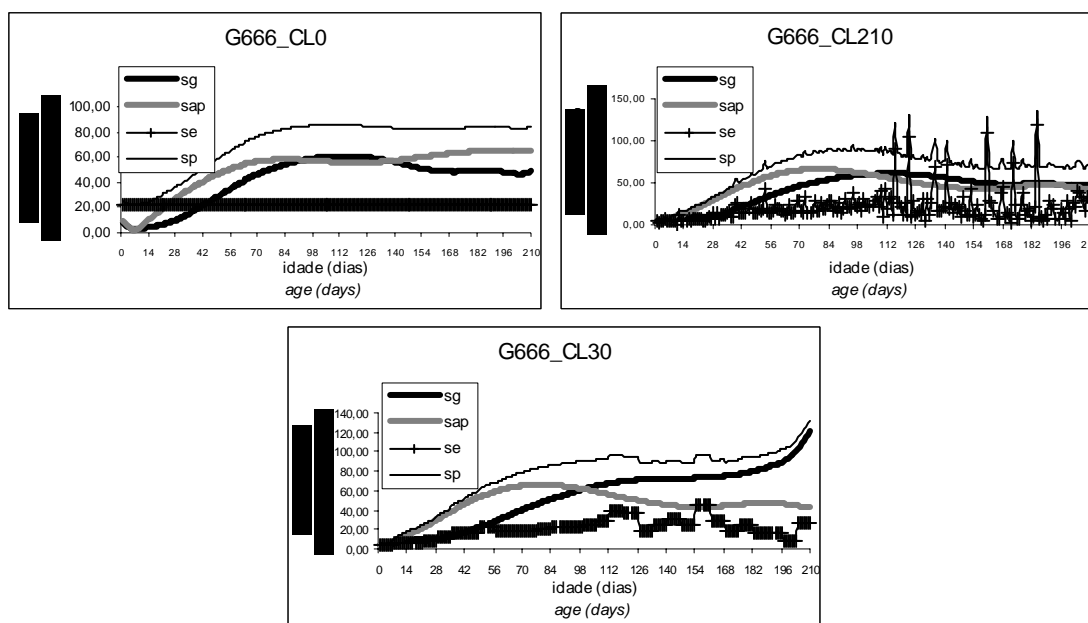 G666_CL0
sg
sap
se
sp
100,00
80,00
60,00
40,00
20,00
0,00
0 14 28 42 56 70 84 98 112 126 140 154 168 182 196 210
idade (dias)
age (days)
G666_CL210
sg
sap
se
sp
150,00
100,00
50,00
0,00
0 14 28 42 56 70 84 98 112 126 140 154 168 182 196
idade (dias)
age (days)
G666_CL30
sg
sap
se
sp
140,00
120,00
100,00
80,00
60,00
40,00
20,00
0,00
0 14 28 42 56 70 84 98 112 126 140 154 168 182 196 210
idade (dias)
age (days)